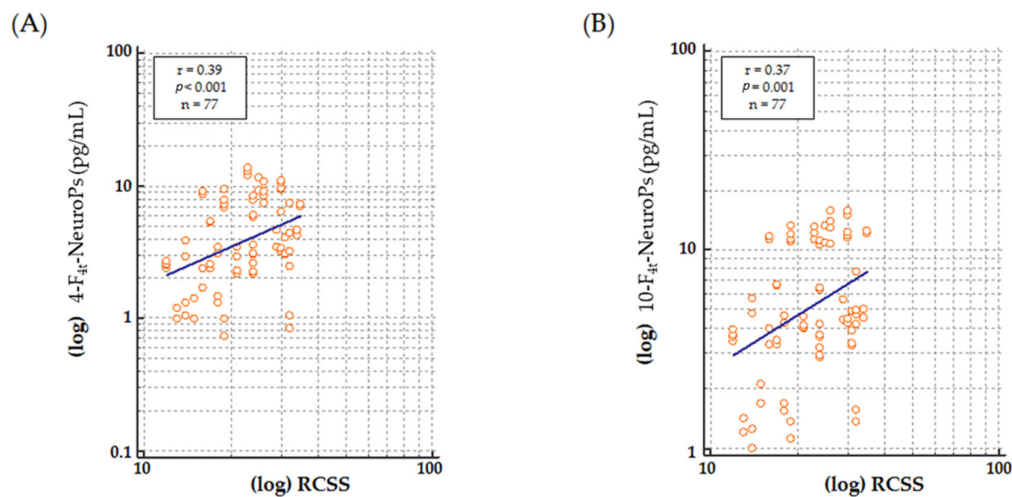 (A)
100
r = 0.39
p < 0.001
n = 77
10
1
0.1
(log) 4-F4t-NeuroPs (pg/mL)
10
100
(log) RCSS
(B)
100
r = 0.37
p = 0.001
n = 77
10
1
(log) 10-F4t-NeuroPs (pg/mL)
10
100
(log) RCSS